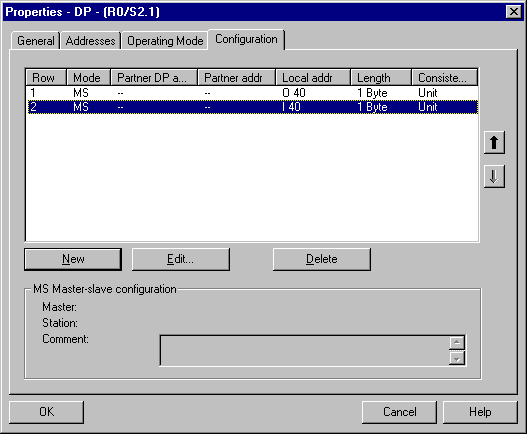 Properties - DP - (R0/S2.1)
General Addresses Operating Mode Configuration
Row Mode Partner DP a... Partner addr Local addr Length Consiste...
1 MS -- -- O 40 1 Byte Unit
2 MS -- -- I 40 1 Byte Unit
New Edit... Delete
MS Master-slave configuration
Master:
Station:
Comment:
OK Cancel Help